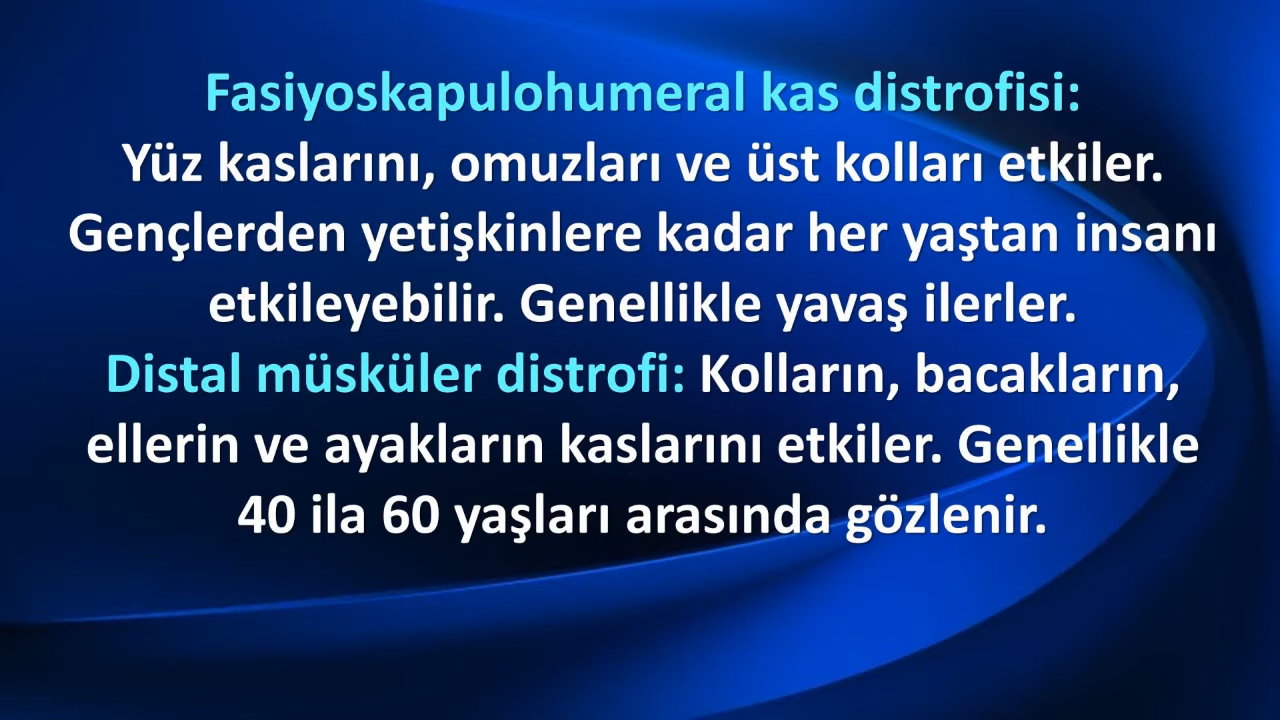 Fasiyoskapulohumeral kas distrofisi:
Yüz kaslarını, omuzları ve üst kolları etkiler.
Gençlerden yetişkinlere kadar her yaştan insanı
etkileyebilir. Genellikle yavaş ilerler.
Distal müsküler distrofi: Kolların, bacakların,
ellerin ve ayakların kaslarını etkiler. Genellikle
40 ila 60 yaşları arasında gözlenir.